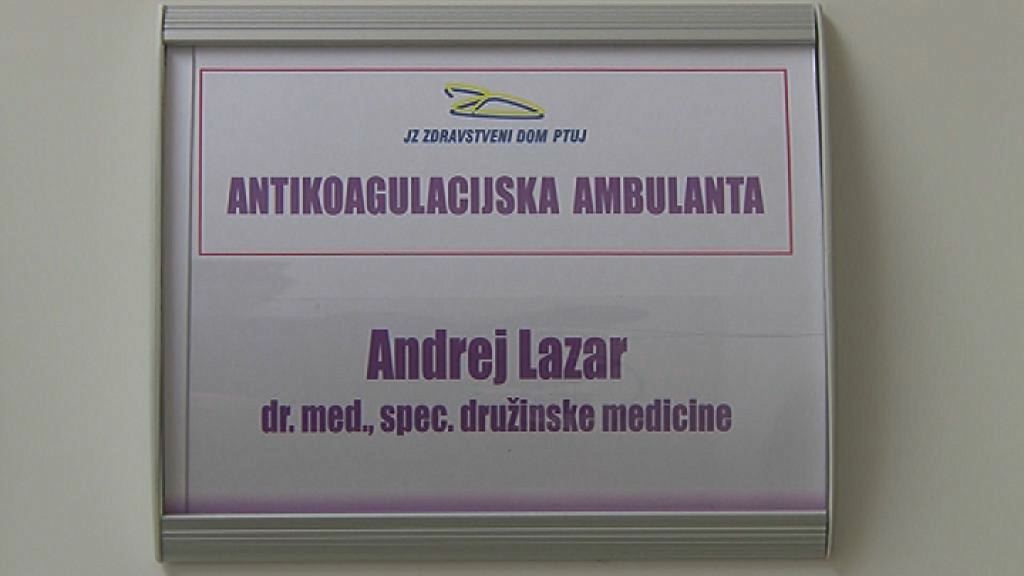 JZ ZDRAVSTVENI DOM PTUJ
ANTIKOAGULACIJSKA AMBULANTA
Andrej Lazar
dr. med., spec. družinske medicine